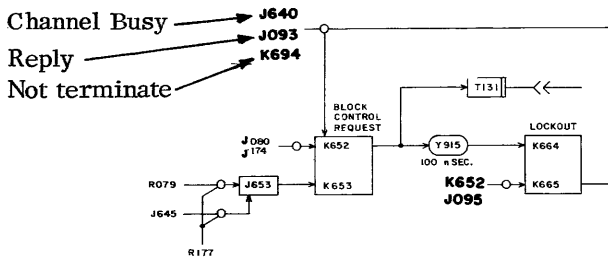 Channel Busy
J640
Reply
J093
K694
Not terminate
T131
BLOCK
CONTROL
REQUEST
LOCKOUT
J080
J174
K652
Y915
K664
100 nSEC.
R079
J653
K653
K652
K665
J095
J645
R177